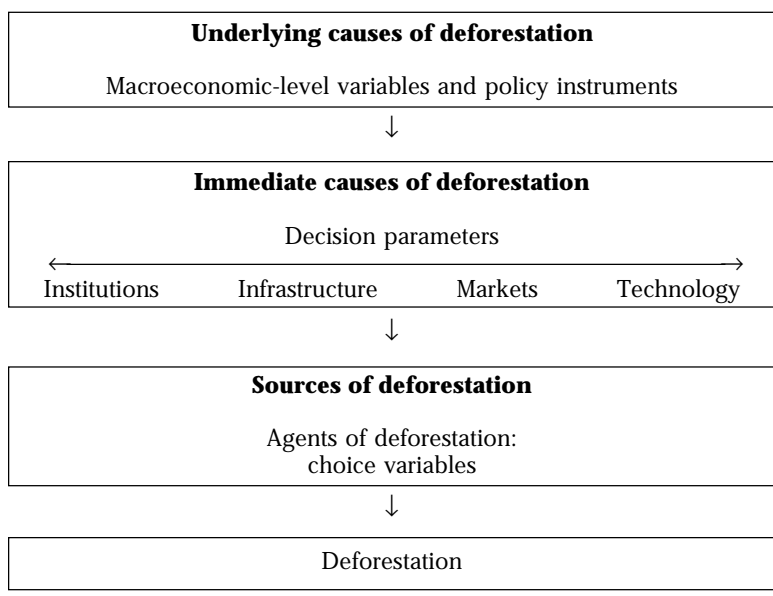 Underlying causes of deforestation
Macroeconomic-level variables and policy instruments
Immediate causes of deforestation
Decision parameters
Institutions Infrastructure Markets Technology
Sources of deforestation
Agents of deforestation:
choice variables
Deforestation